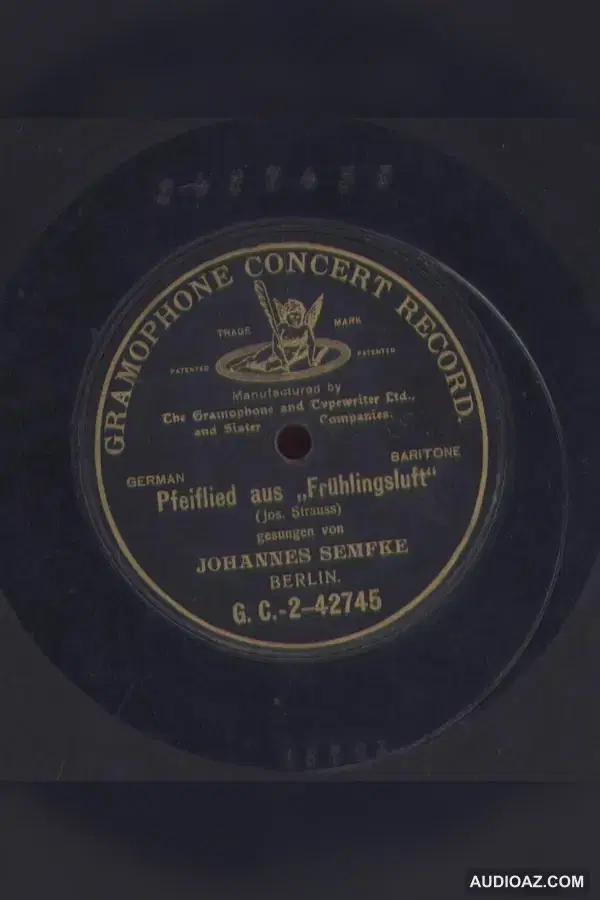 GRAMOPHONE CONCERT RECORD.
TRADE MARK
PATENTED PATENTED
Manufactured by
The Gramophone and Typewriter Ltd.,
and Sister Companies.
GERMAN BARITONE
Pfeiflied aus „Frühlingsluft“
(Jos. Strauss)
gesungen von
JOHANNES SEMFKE
BERLIN.
G. C.-2-42745
AUDIOAZ.COM